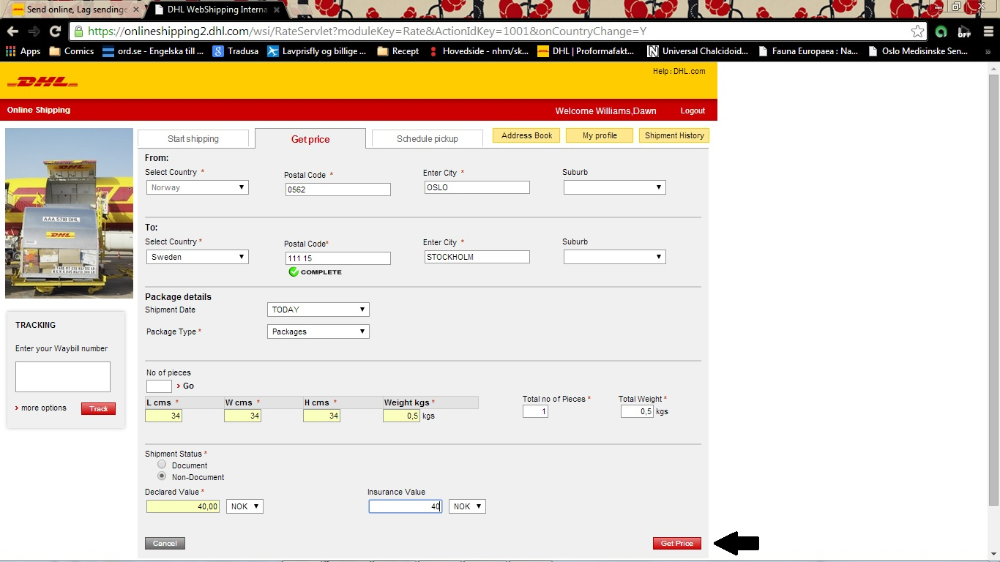 Send online, Lag sendinge
DHL WebShipping Interna
https://onlineshipping2.dhl.com/wsi/RateServlet?moduleKey=Rate&ActionIdKey=1001&onCountryChange=Y
OFF
Apps Comics ord.se - Engelska till ... Tradusa Lavprisfly og billige ... Recept Hovedside - nhm/sk... DHL | Proformafakt... Universal Chalcidoid... Fauna Europaea : Na... Oslo Medisinske Sen... »
Help DHL.com
DHL
Online Shipping Welcome Williams,Dawn Logout
Start shipping Get price Schedule pickup Address Book My profile Shipment History
From:
Select Country * Postal Code * Enter City * Suburb
Norway 0562 OSLO
To:
Select Country * Postal Code* Enter City * Suburb
Sweden 111 15 STOCKHOLM
COMPLETE
Package details
Shipment Date TODAY
Package Type * Packages
No of pieces
Go
L cms * W cms * H cms * Weight kgs * Total no of Pieces * Total Weight *
34 34 34 0,5 kgs 1 0,5 kgs
Shipment Status *
Document
Non-Document
Declared Value * Insurance Value
40,00 NOK 40 NOK
Cancel Get Price
DHL
AAA 5718 DHL
DHL
TRACKING
Enter your Waybill number
more options Track